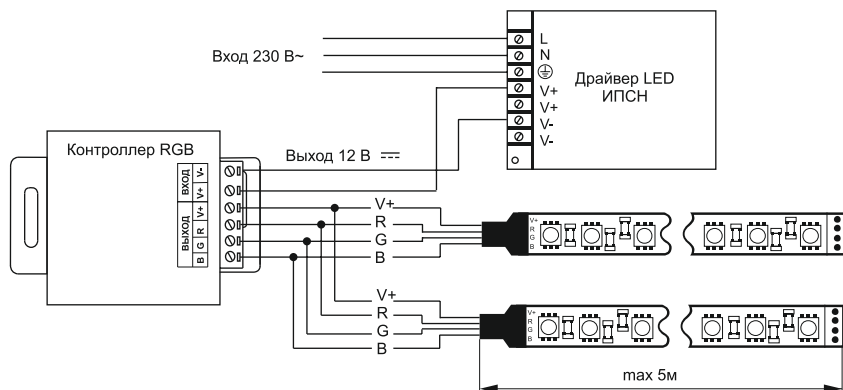 Вход 230 В~
L
N
V+
V+
V-
V-
Драйвер LED
ИПСН
Контроллер RGB
Выход 12 В
ВХОД
V-
V+
ВЫХОД
V+
R
G
B
V+
R
G
B
V+
R
G
B
V+
R
G
B
V+
R
G
B
max 5м